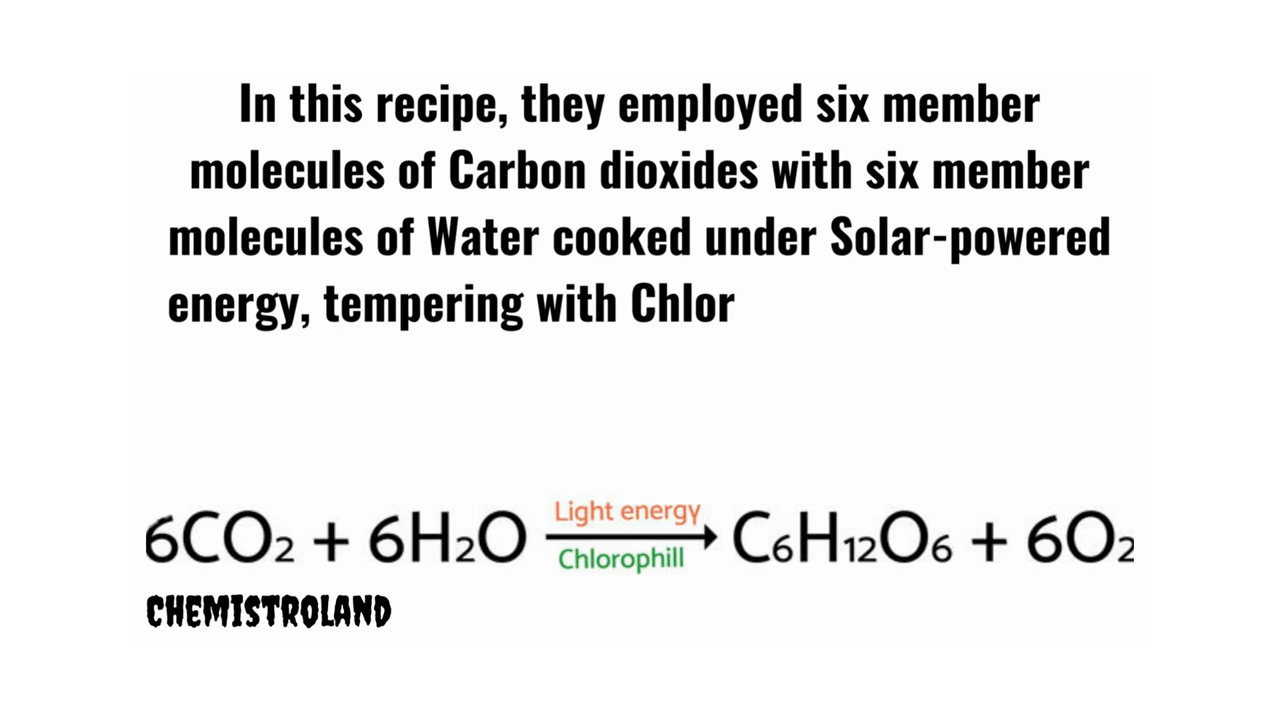 In this recipe, they employed six member
molecules of Carbon dioxides with six member
molecules of Water cooked under Solar-powered
energy, tempering with Chlor
Light energy
6CO₂ + 6H₂O → C₆H₁₂O₆ + 6O₂
Chlorophill
CHEMISTROLAND